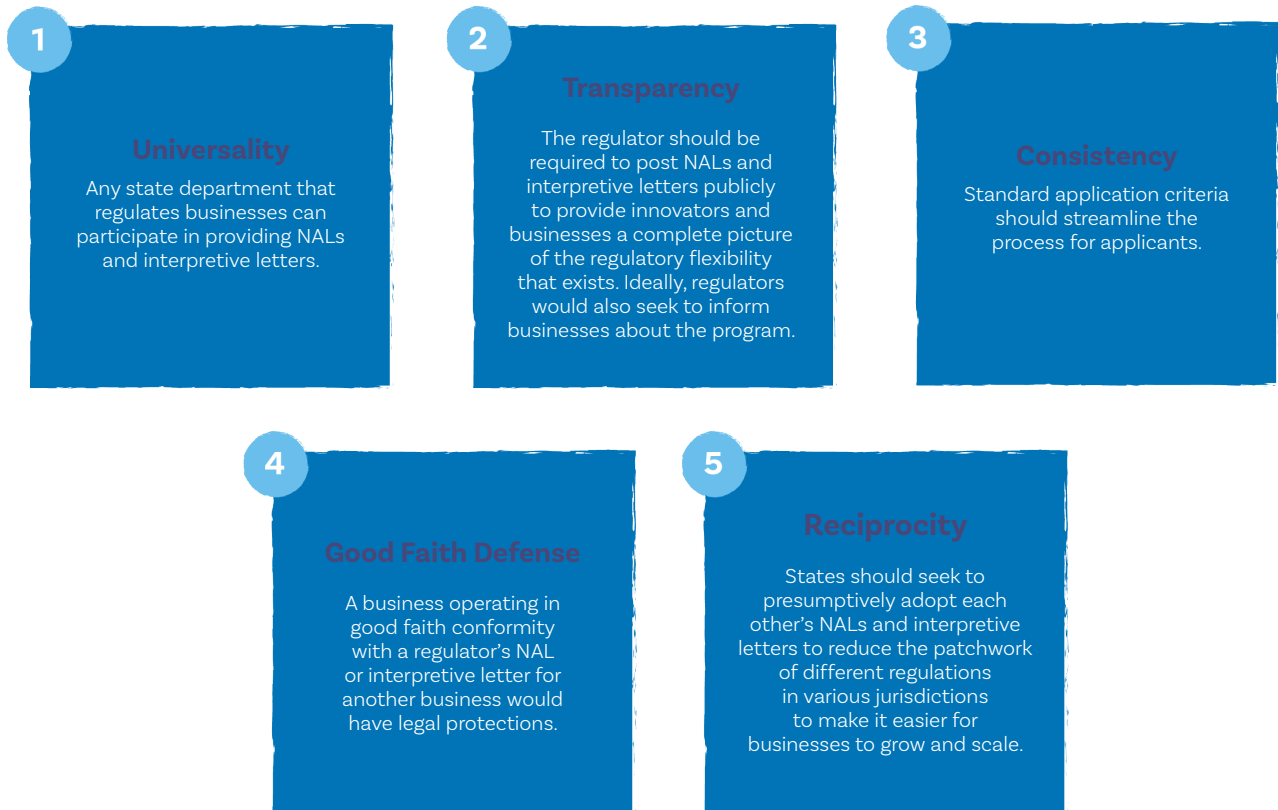 1
Universality
Any state department that
regulates businesses can
participate in providing NALs
and interpretive letters.
2
Transparency
The regulator should be
required to post NALs and
interpretive letters publicly
to provide innovators and
businesses a complete picture
of the regulatory flexibility
that exists. Ideally, regulators
would also seek to inform
businesses about the program.
3
Consistency
Standard application criteria
should streamline the
process for applicants.
4
Good Faith Defense
A business operating in
good faith conformity
with a regulator’s NAL
or interpretive letter for
another business would
have legal protections.
5
Reciprocity
States should seek to
presumptively adopt each
other’s NALs and interpretive
letters to reduce the patchwork
of different regulations
in various jurisdictions
to make it easier for
businesses to grow and scale.